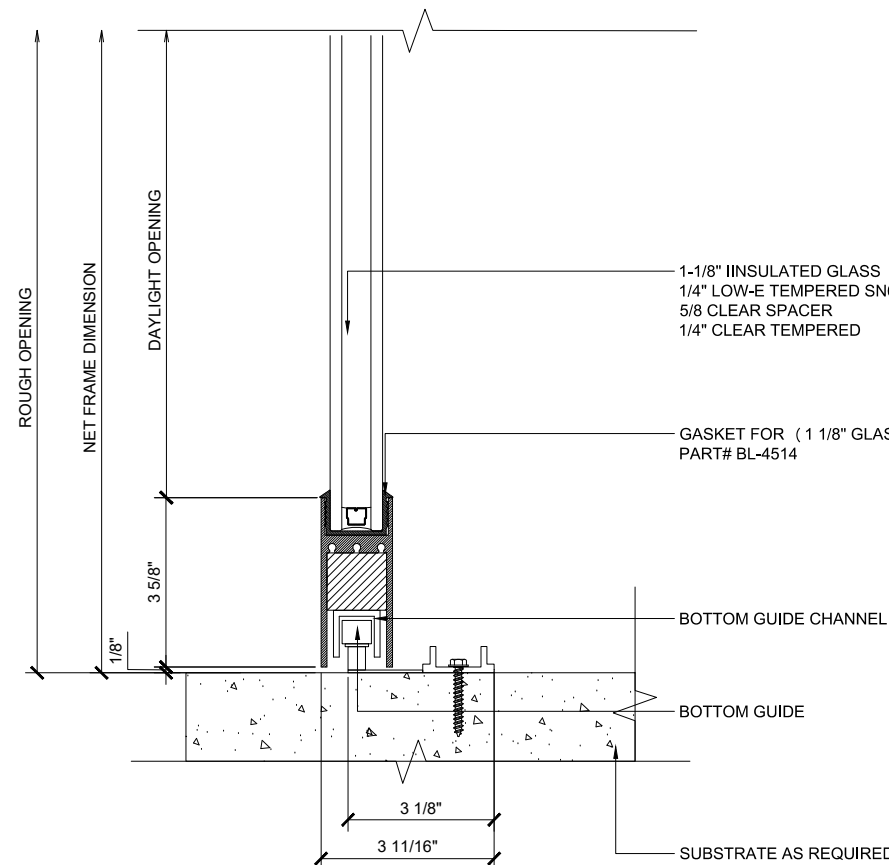 ROUGH OPENING
NET FRAME DIMENSION
DAYLIGHT OPENING
1-1/8" IINSULATED GLASS
1/4" LOW-E TEMPERED
5/8 CLEAR SPACER
1/4" CLEAR TEMPERED
GASKET FOR ( 1 1/8"
PART# BL-4514
3 5/8"
1/8"
BOTTOM GUIDE CHANNEL
BOTTOM GUIDE
3 1/8"
3 11/16"
SUBSTRATE AS REQUIRED